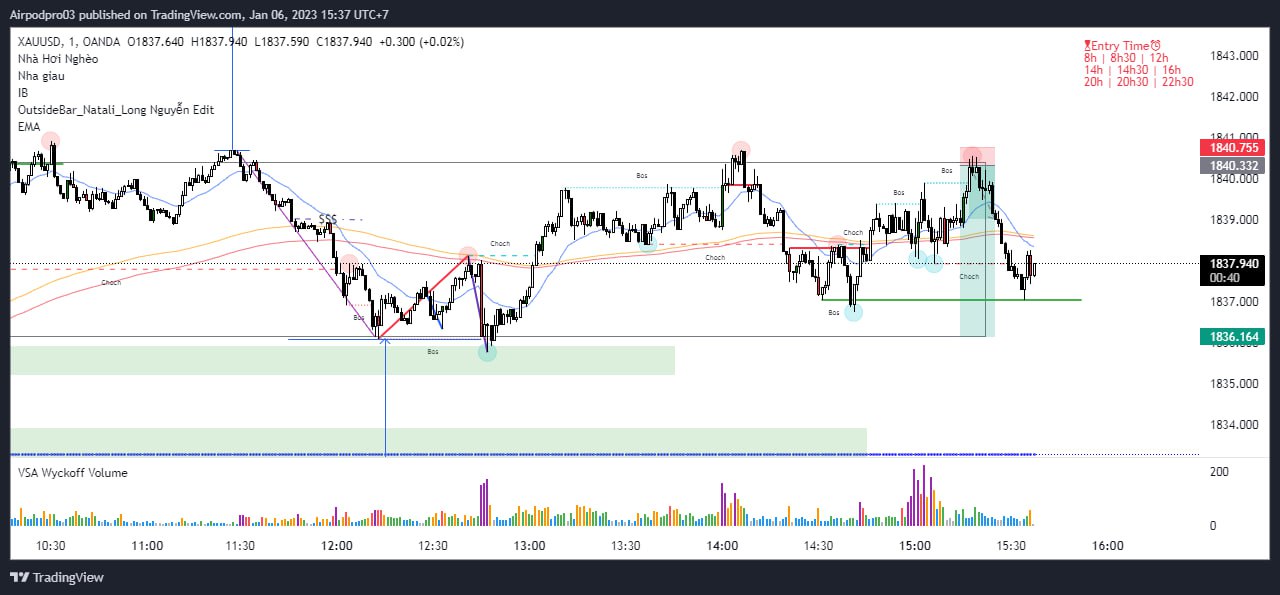 Airpodpro03 published on TradingView.com, Jan 06, 2023 15:37 UTC+7
XAUUSD, 1, OANDA O1837.640 H1837.940 L1837.590 C1837.940 +0.300 (+0.02%)
Nhà Hơi Nghèo
Nha giau
IB
OutsideBar_Natali_Long Nguyễn Edit
EMA
⌛Entry Time⏰
8h | 8h30 | 12h
14h | 14h30 | 16h
20h | 20h30 | 22h30
1843.000
1842.000
1841.000
1840.755
1840.332
1840.000
1839.000
1837.940
00:40
1837.000
1836.164
1835.000
1834.000
Bos
Bos
Bos
SSS
Choch
Choch
Choch
Choch
Choch
Bos
Bos
Bos
VSA Wyckoff Volume
200
0
10:30 11:00 11:30 12:00 12:30 13:00 13:30 14:00 14:30 15:00 15:30 16:00
TradingView